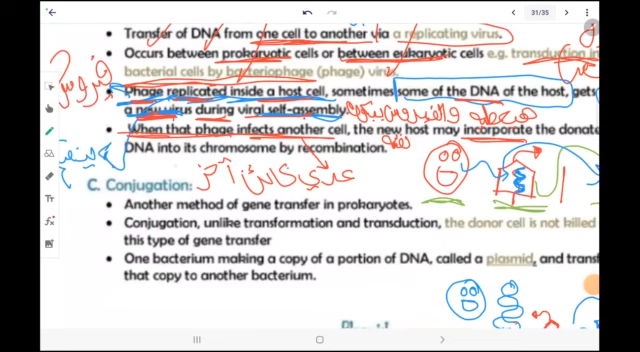 31/35
• Transfer of DNA from one cell to another via a replicating virus.
• Occurs between prokaryotic cells or between eukaryotic cells e.g. transduction in
bacterial cells by bacteriophage (phage) virus
• Phage replicated inside a host cell, sometimes some of the DNA of the host, gets
a new virus during viral self-assembly.
• When that phage infects another cell, the new host may incorporate the donate
DNA into its chromosome by recombination.
فيروس
عدي كائن آخر
C. Conjugation:
• Another method of gene transfer in prokaryotes.
• Conjugation, unlike transformation and transduction, the donor cell is not killed
this type of gene transfer
• One bacterium making a copy of a portion of DNA, called a plasmid, and transf
that copy to another bacterium.